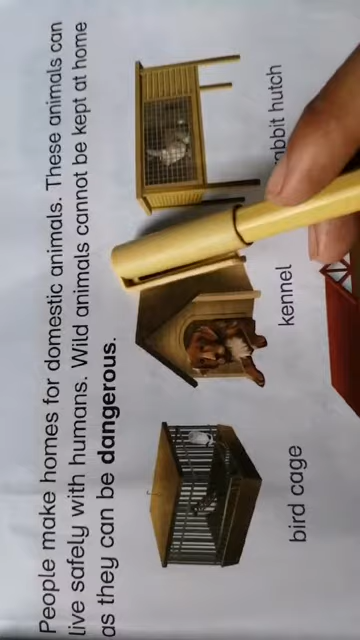 People make homes for domestic animals. These animals can
live safely with humans. Wild animals cannot be kept at home
as they can be dangerous.
bird cage
kennel
hutch